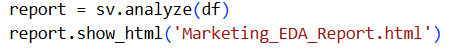 report = sv.analyze(df)
report.show_html('Marketing_EDA_Report.html')